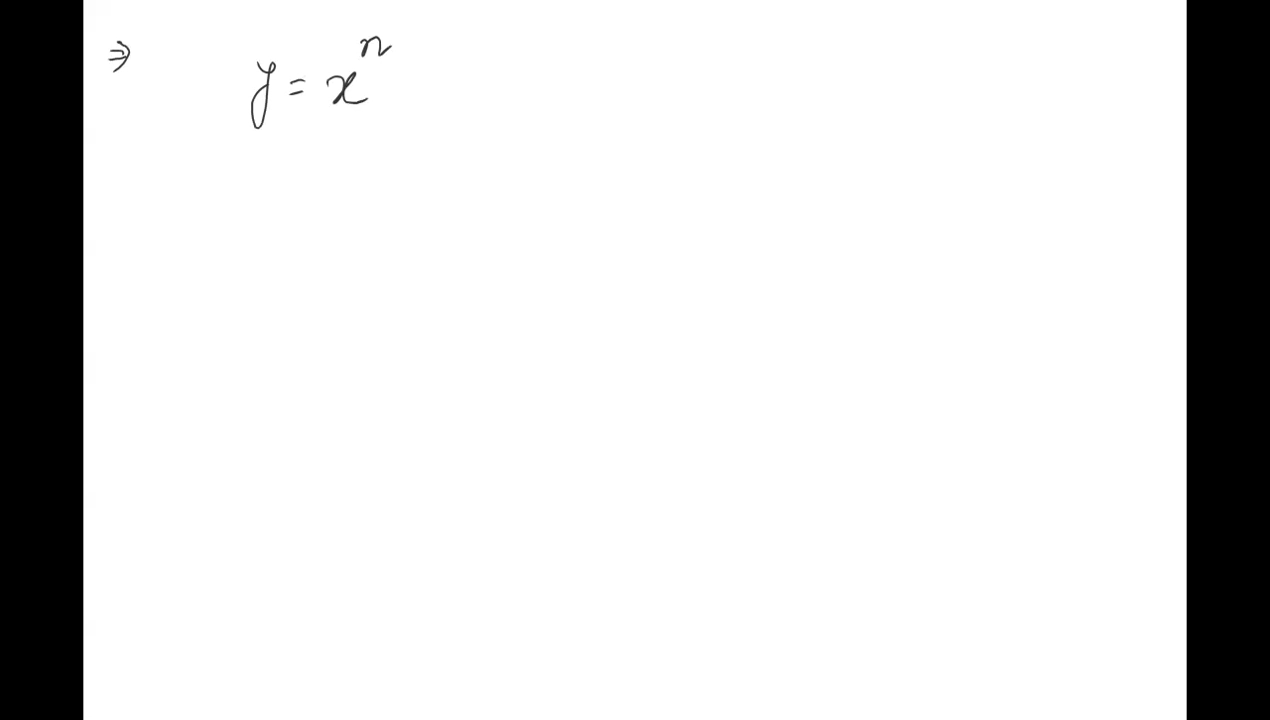 ⇒ y = x^n